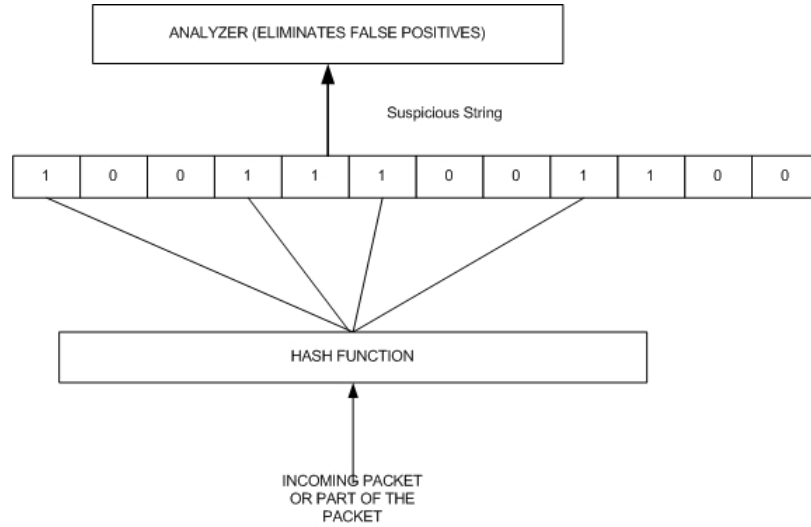 ANALYZER (ELIMINATES FALSE POSITIVES)
Suspicious String
1 0 0 1 1 1 0 0 1 1 0 0
HASH FUNCTION
INCOMING PACKET
OR PART OF THE
PACKET